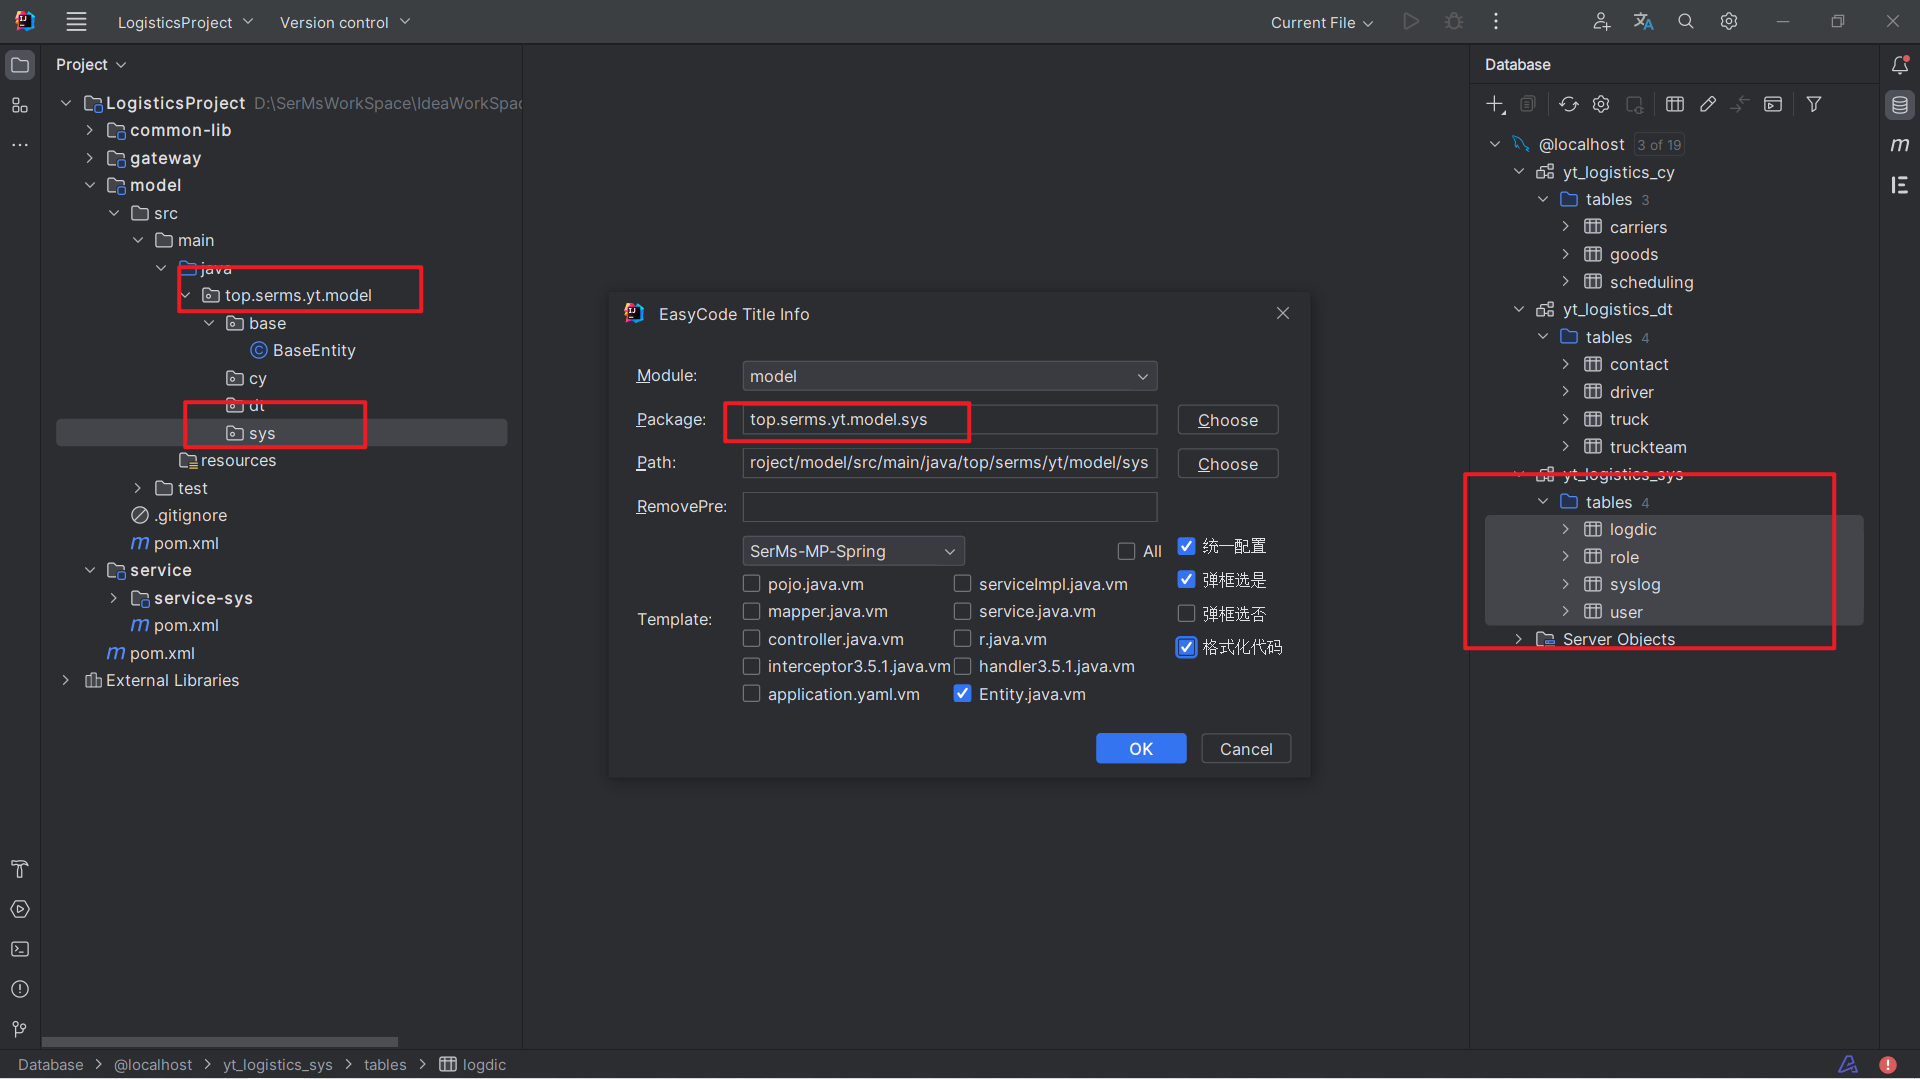 LogisticsProject
Version control
Current File
Project
LogisticsProject D:\SerMsWorkSpace\IdeaWorkSpac
common-lib
gateway
model
src
main
java
top.serms.yt.model
base
BaseEntity
cy
dt
sys
resources
test
.gitignore
pom.xml
service
service-sys
pom.xml
pom.xml
External Libraries
EasyCode Title Info
Module:
model
Package:
top.serms.yt.model.sys
Choose
Path:
roject/model/src/main/java/top/serms/yt/model/sys
Choose
RemovePre:
SerMs-MP-Spring
All
统一配置
弹框选是
弹框选否
格式化代码
Template:
pojo.java.vm
serviceImpl.java.vm
mapper.java.vm
service.java.vm
controller.java.vm
r.java.vm
interceptor3.5.1.java.vm
handler3.5.1.java.vm
application.yaml.vm
Entity.java.vm
OK
Cancel
Database
@localhost 3 of 19
yt_logistics_cy
tables 3
carriers
goods
scheduling
yt_logistics_dt
tables 4
contact
driver
truck
truckteam
yt_logistics_sys
tables 4
logdic
role
syslog
user
Server Objects
Database
@localhost
yt_logistics_sys
tables
logdic